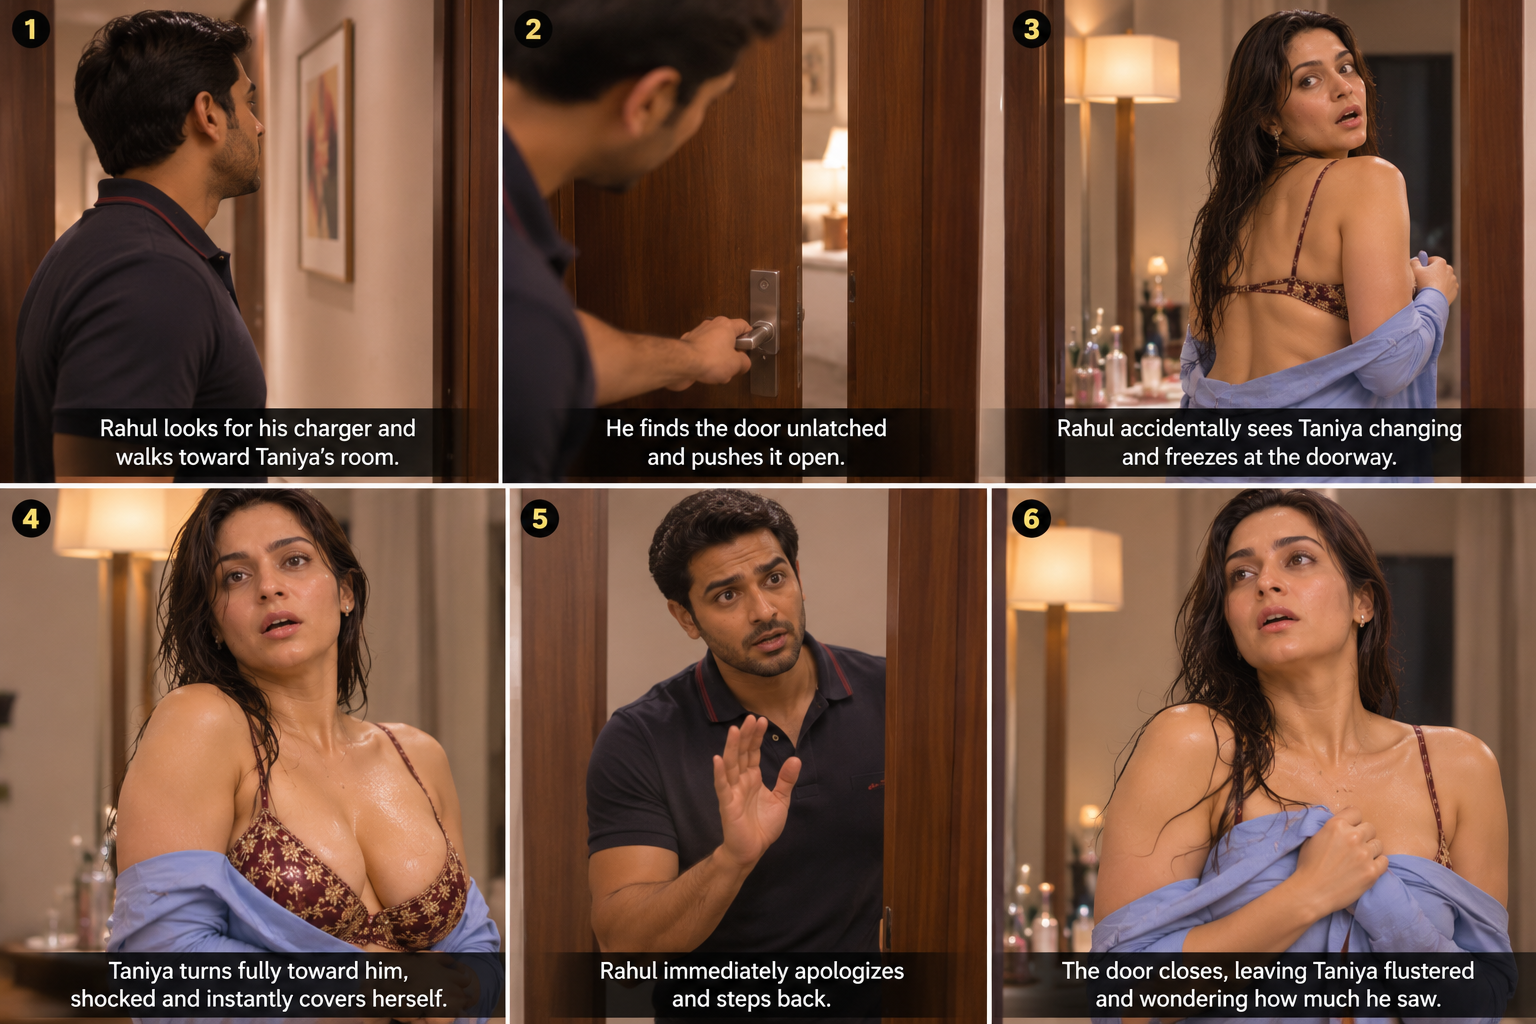 1
Rahul looks for his charger and
walks toward Taniya's room.
2
He finds the door unlatched
and pushes it open.
3
Rahul accidentally sees Taniya changing
and freezes at the doorway.
4
Taniya turns fully toward him,
shocked and instantly covers herself.
5
Rahul immediately apologizes
and steps back.
6
The door closes, leaving Taniya flustered
and wondering how much he saw.